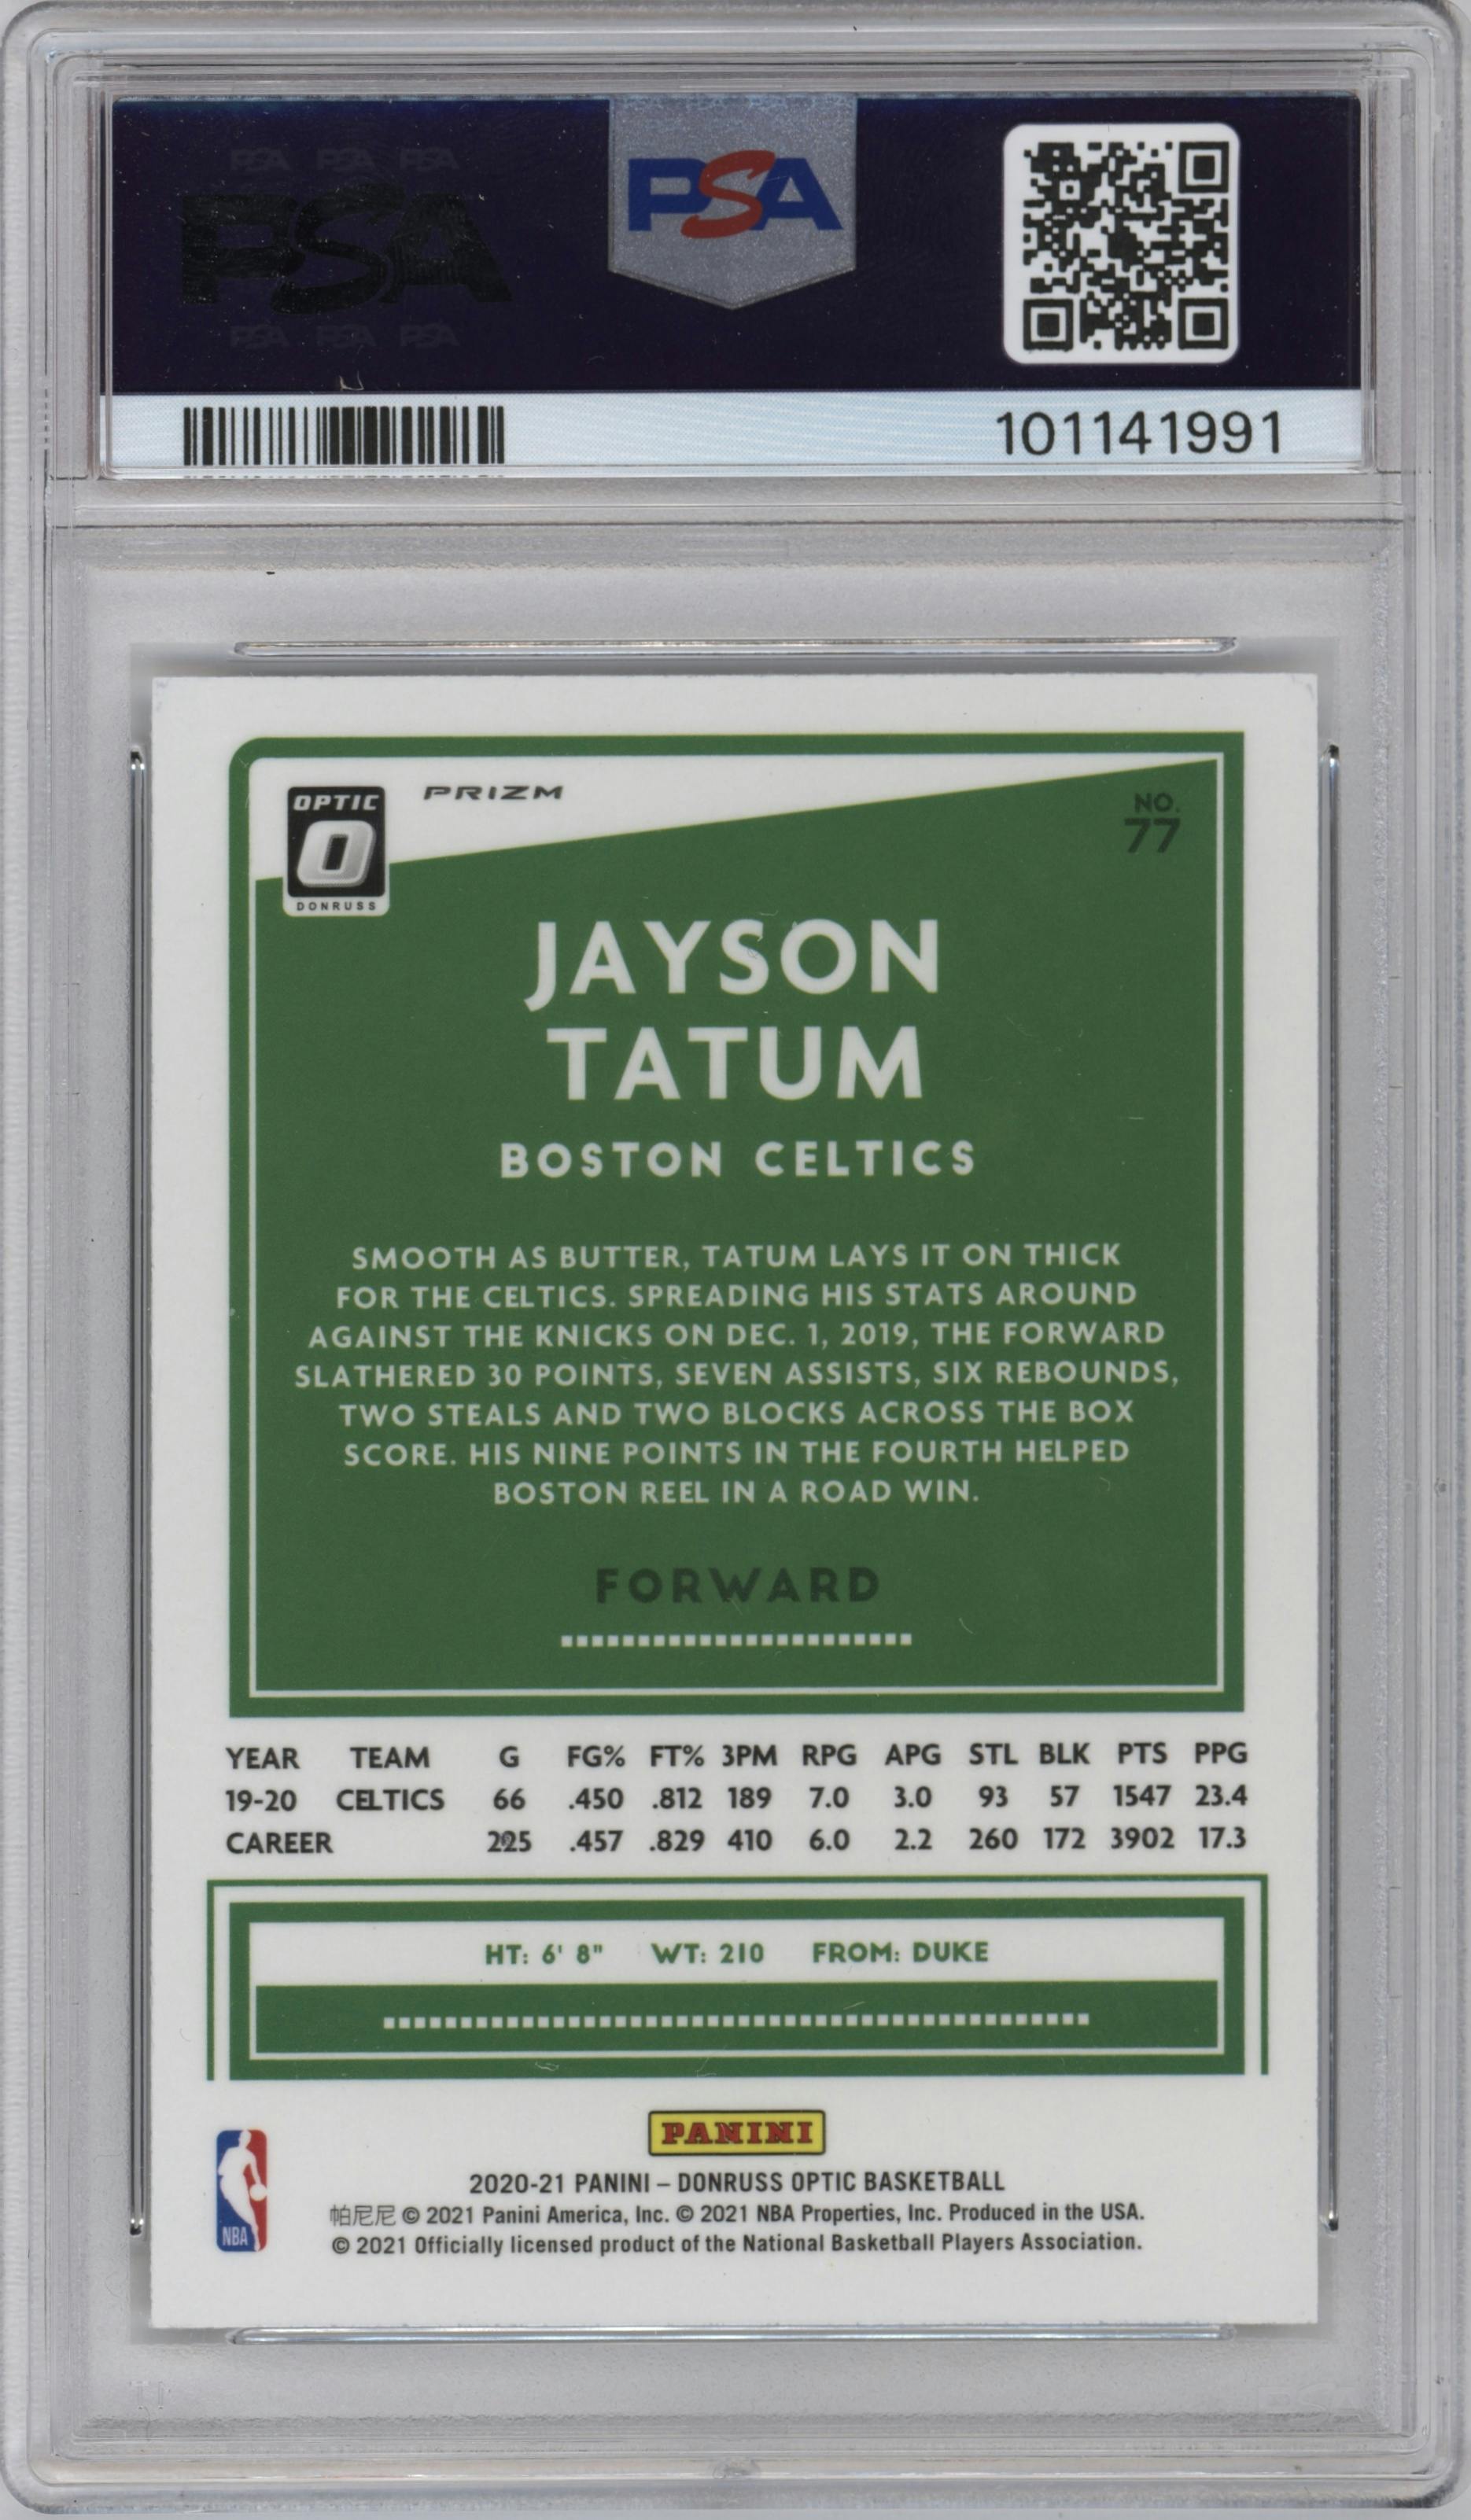 PSA PSA PSA
PSA
PSA PSA PSA
PSA
101141991
OPTIC
O
DONRUSS
PRIZM
NO.
77
JAYSON
TATUM
BOSTON CELTICS
SMOOTH AS BUTTER, TATUM LAYS IT ON THICK
FOR THE CELTICS. SPREADING HIS STATS AROUND
AGAINST THE KNICKS ON DEC. 1, 2019, THE FORWARD
SLATHERED 30 POINTS, SEVEN ASSISTS, SIX REBOUNDS,
TWO STEALS AND TWO BLOCKS ACROSS THE BOX
SCORE. HIS NINE POINTS IN THE FOURTH HELPED
BOSTON REEL IN A ROAD WIN.
FORWARD
YEAR TEAM G FG% FT% 3PM RPG APG STL BLK PTS PPG
19-20 CELTICS 66 .450 .812 189 7.0 3.0 93 57 1547 23.4
CAREER 225 .457 .829 410 6.0 2.2 260 172 3902 17.3
HT: 6' 8" WT: 210 FROM: DUKE
PANINI
2020-21 PANINI – DONRUSS OPTIC BASKETBALL
帕尼尼 © 2021 Panini America, Inc. © 2021 NBA Properties, Inc. Produced in the USA.
© 2021 Officially licensed product of the National Basketball Players Association.
NBA